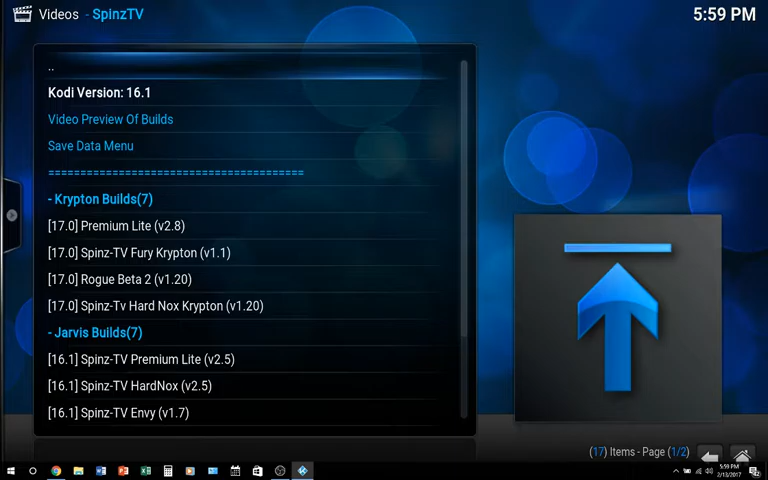 Videos - SpinzTV
5:59 PM
..
Kodi Version: 16.1
Video Preview Of Builds
Save Data Menu
========================================
- Krypton Builds(7)
[17.0] Premium Lite (v2.8)
[17.0] Spinz-TV Fury Krypton (v1.1)
[17.0] Rogue Beta 2 (v1.20)
[17.0] Spinz-Tv Hard Nox Krypton (v1.20)
- Jarvis Builds(7)
[16.1] Spinz-TV Premium Lite (v2.5)
[16.1] Spinz-TV HardNox (v2.5)
[16.1] Spinz-TV Envy (v1.7)
(17) Items - Page (1/2)
5:59 PM
2/13/2017